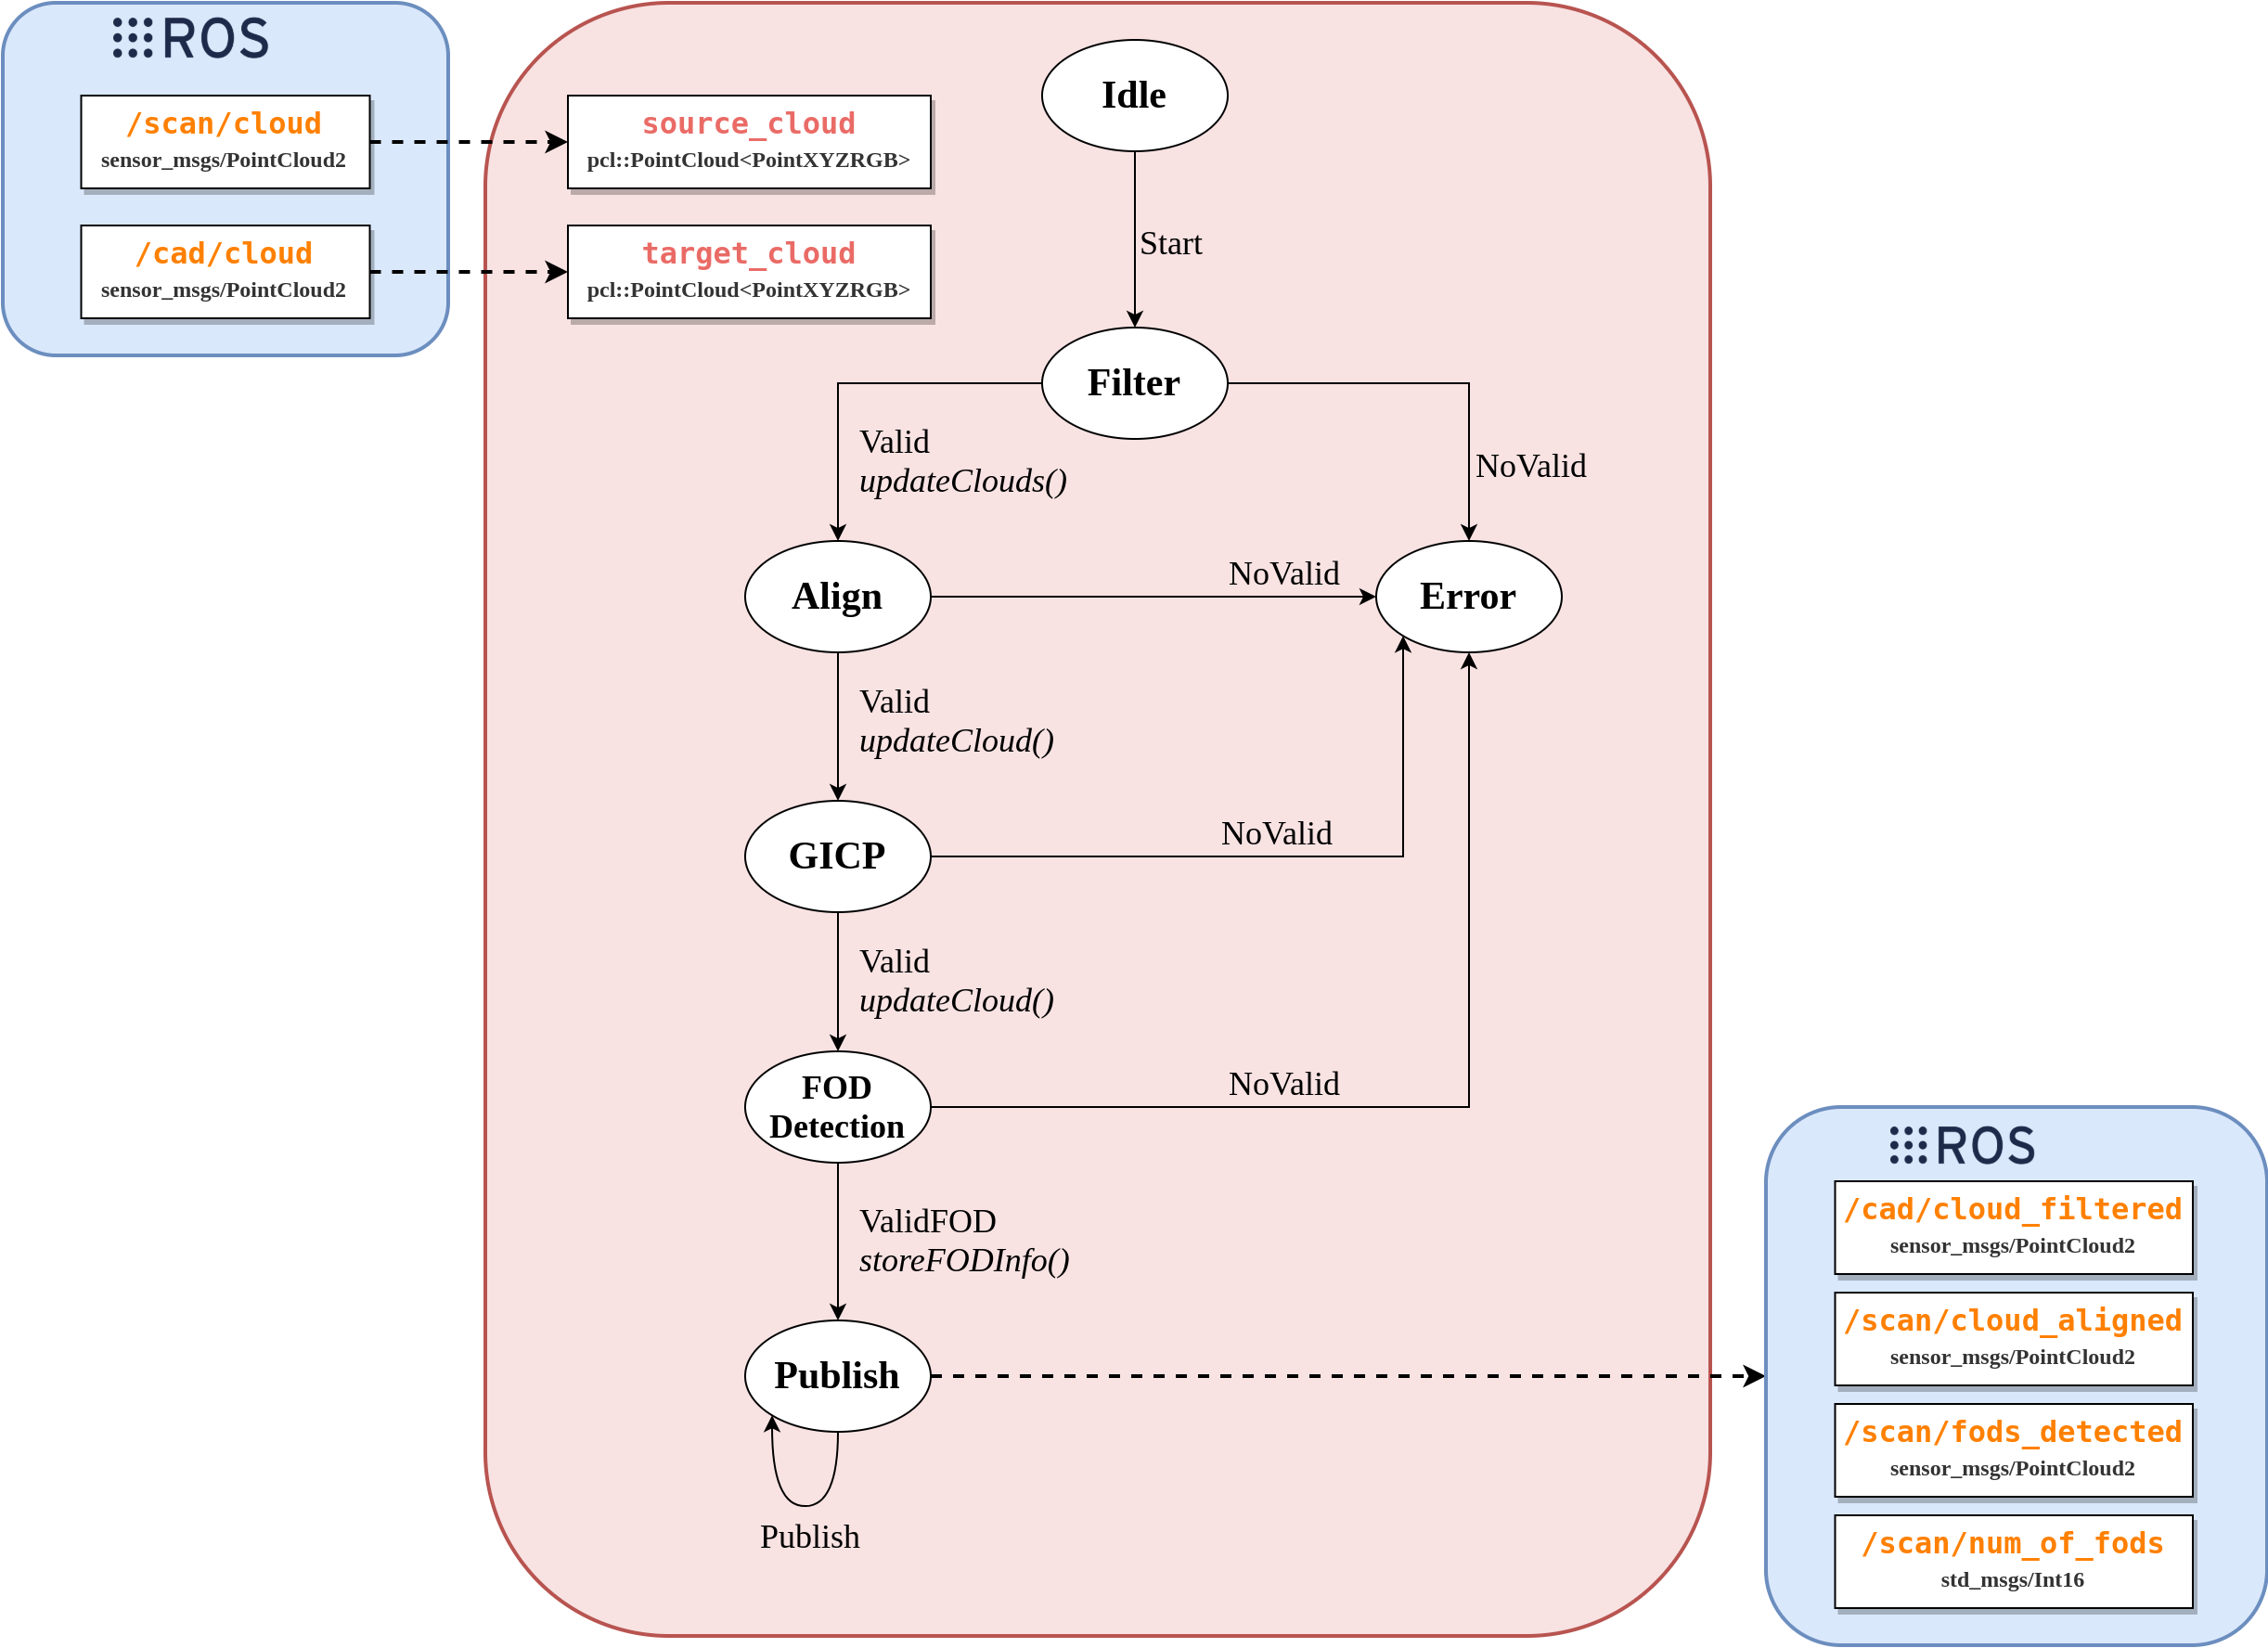 ROS
/scan/cloud
sensor_msgs/PointCloud2
/cad/cloud
sensor_msgs/PointCloud2
source_cloud
pcl::PointCloud<PointXYZRGB>
target_cloud
pcl::PointCloud<PointXYZRGB>
Idle
Start
Filter
Valid
updateClouds()
NoValid
Align
NoValid
Error
Valid
updateCloud()
GICP
NoValid
Valid
updateCloud()
FOD
Detection
NoValid
ValidFOD
storeFODInfo()
Publish
Publish
ROS
/cad/cloud_filtered
sensor_msgs/PointCloud2
/scan/cloud_aligned
sensor_msgs/PointCloud2
/scan/fods_detected
sensor_msgs/PointCloud2
/scan/num_of_fods
std_msgs/Int16